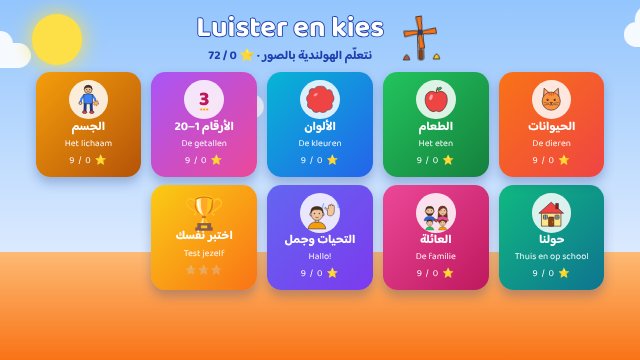 Luister en kies
نتعلّم الهولندية بالصور · ⭐ 0 / 72
الحيوانات
De dieren
⭐ 0 / 9
الطعام
Het eten
⭐ 0 / 9
الألوان
De kleuren
⭐ 0 / 9
3
الأرقام 1–20
De getallen
⭐ 0 / 9
الجسم
Het lichaam
⭐ 0 / 9
حولنا
Thuis en op school
⭐ 0 / 9
العائلة
De familie
⭐ 0 / 9
التحيات وجمل
Hallo!
⭐ 0 / 9
اختبر نفسك
Test jezelf